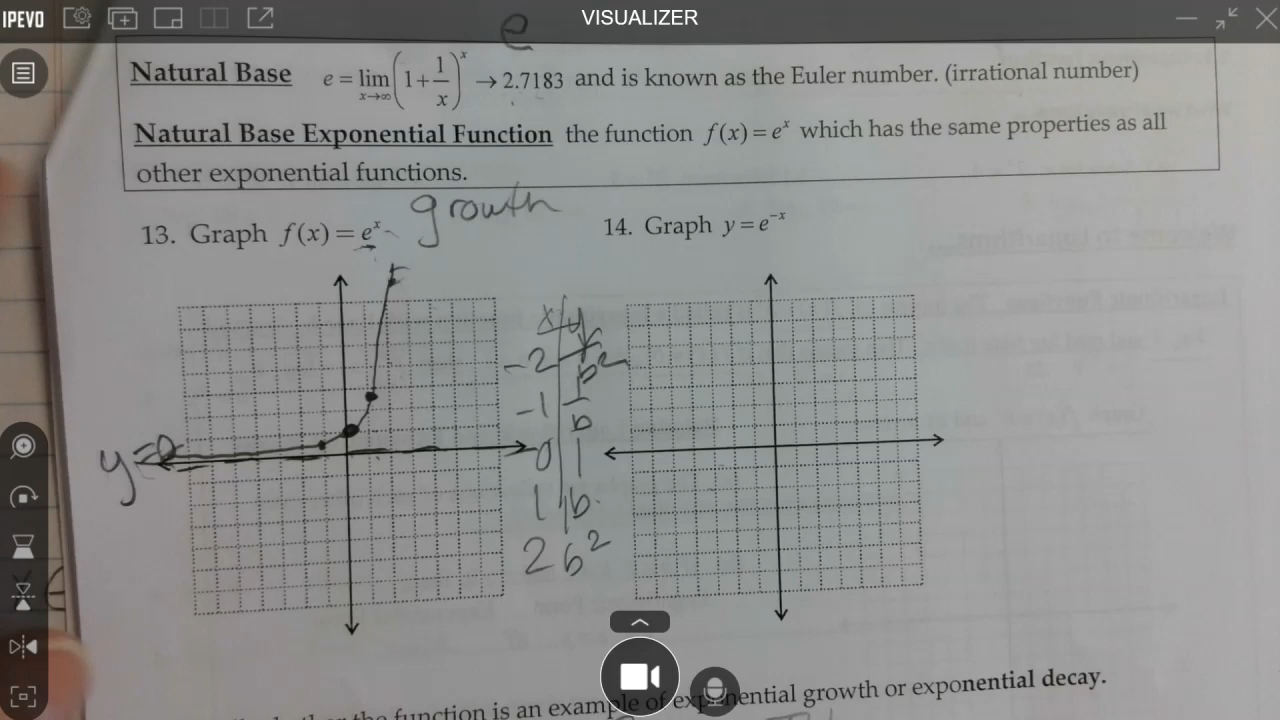 IPEVO
VISUALIZER
e
Natural Base e = lim x→∞ (1 + 1/x)^x → 2.7183 and is known as the Euler number. (irrational number)
Natural Base Exponential Function the function f(x) = e^x which has the same properties as all
other exponential functions.
growth
13. Graph f(x) = e^x
14. Graph y = e^-x
x y
-2 1/b^2
-1 1/b
0 1
1 b
2 b^2
y=0
the function is an example of exponential growth or exponential decay.